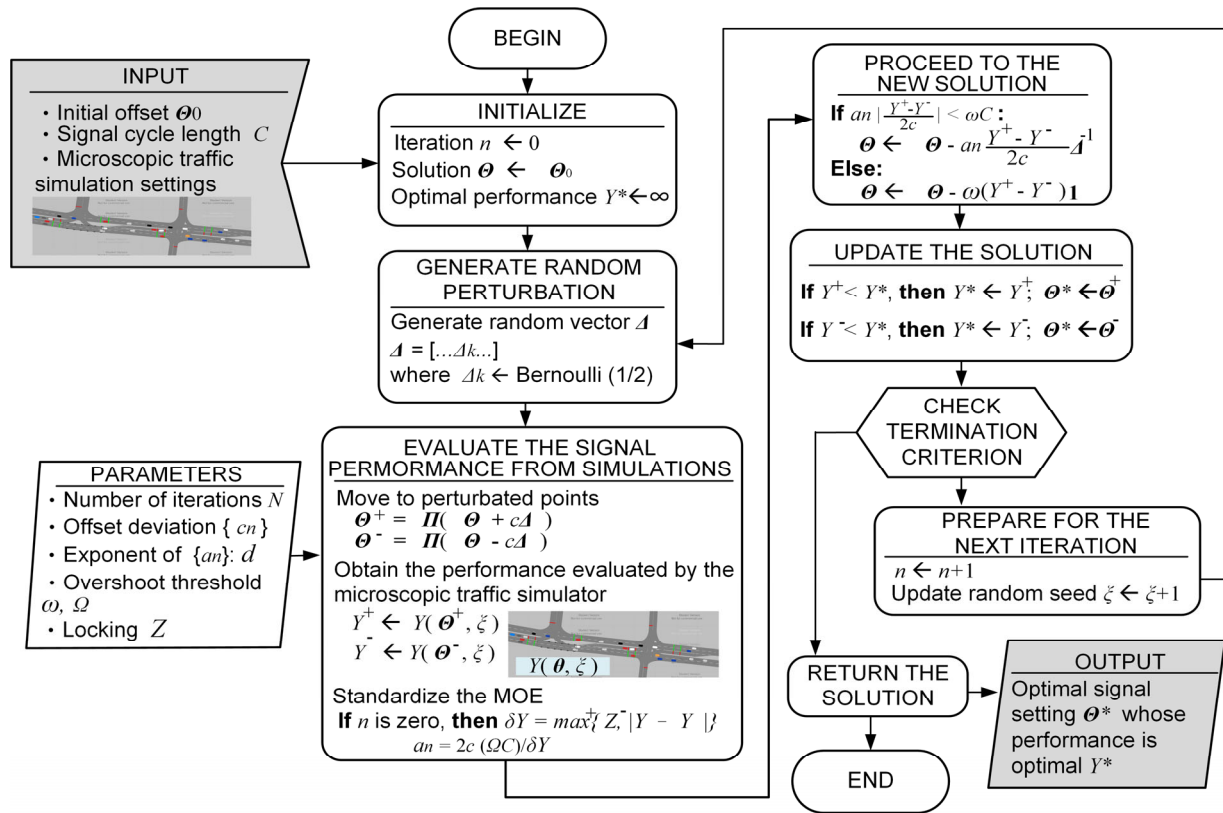 BEGIN
INPUT
· Initial offset Θ0
· Signal cycle length C
· Microscopic traffic
simulation settings
INITIALIZE
Iteration n ← 0
Solution Θ ← Θ₀
Optimal performance Y*←∞
GENERATE RANDOM
PERTURBATION
Generate random vector Δ
Δ = [...Δk...]
where Δk ← Bernoulli (1/2)
PARAMETERS
· Number of iterations N
· Offset deviation { cn }
· Exponent of {an}: d
· Overshoot threshold
ω, Ω
· Locking Z
EVALUATE THE SIGNAL
PERMORMANCE FROM SIMULATIONS
Move to perturbated points
Θ⁺ = Π( Θ + cΔ )
Θ⁻ = Π( Θ - cΔ )
Obtain the performance evaluated by the
microscopic traffic simulator
Y⁺ ← Y( Θ⁺, ξ)
Y⁻ ← Y( Θ⁻, ξ)
Y(θ, ξ)
Standardize the MOE
If n is zero, then δY = max{ Z, |Y⁺ - Y⁻|}
an = 2c (ΩC)/δY
PROCEED TO THE
NEW SOLUTION
If an |(Y⁺-Y⁻)/2c| < ωC :
Θ ← Θ - an (Y⁺ - Y⁻)/2c Δ⁻¹
Else:
Θ ← Θ - ω(Y⁺ - Y⁻)1
UPDATE THE SOLUTION
If Y⁺< Y*, then Y* ← Y⁺; Θ* ←Θ⁺
If Y⁻< Y*, then Y* ← Y⁻; Θ* ←Θ⁻
CHECK
TERMINATION
CRITERION
PREPARE FOR THE
NEXT ITERATION
n ← n+1
Update random seed ξ ← ξ+1
RETURN THE
SOLUTION
OUTPUT
Optimal signal
setting Θ* whose
performance is
optimal Y*
END